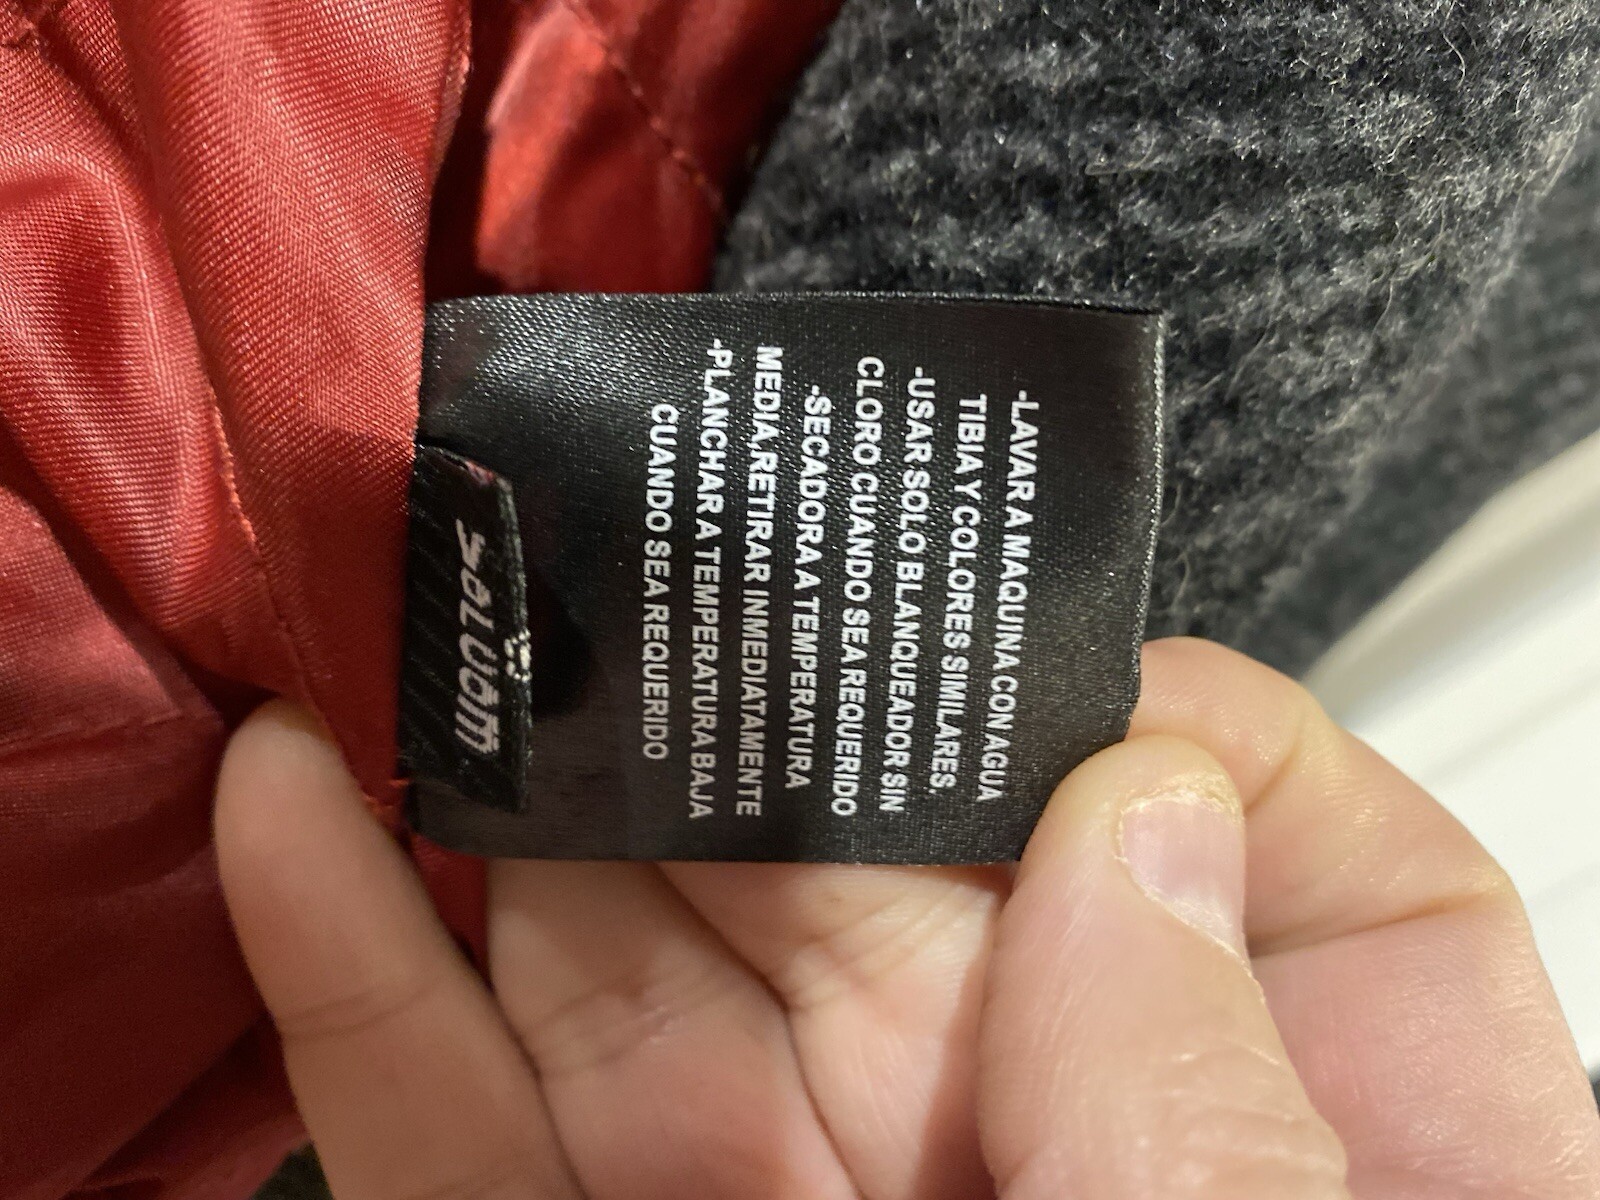 -LAVAR A MAQUINA CON AGUA
TIBIA Y COLORES SIMILARES.
-USAR SOLO BLANQUEADOR SIN
CLORO CUANDO SEA REQUERIDO
-SECADORA A TEMPERATURA
MEDIA, RETIRAR INMEDIATAMENTE
-PLANCHAR A TEMPERATURA BAJA
CUANDO SEA REQUERIDO